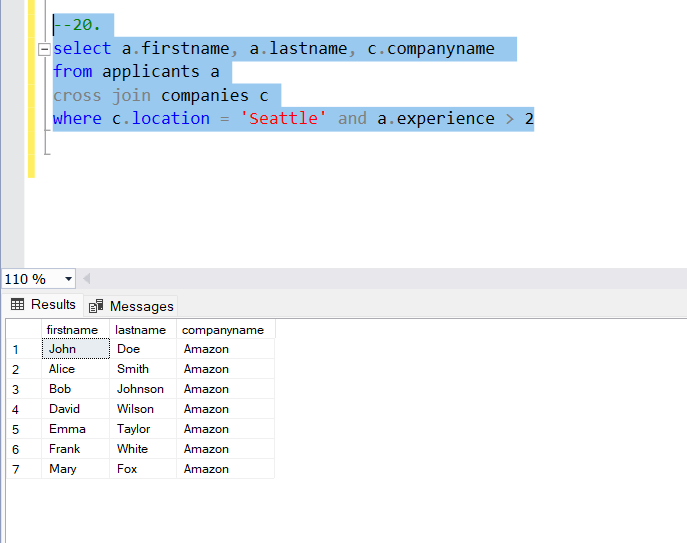 --20.
select a.firstname, a.lastname, c.companyname
from applicants a
cross join companies c
where c.location = 'Seattle' and a.experience > 2
110 %
Results Messages
firstname lastname companyname
1 John Doe Amazon
2 Alice Smith Amazon
3 Bob Johnson Amazon
4 David Wilson Amazon
5 Emma Taylor Amazon
6 Frank White Amazon
7 Mary Fox Amazon